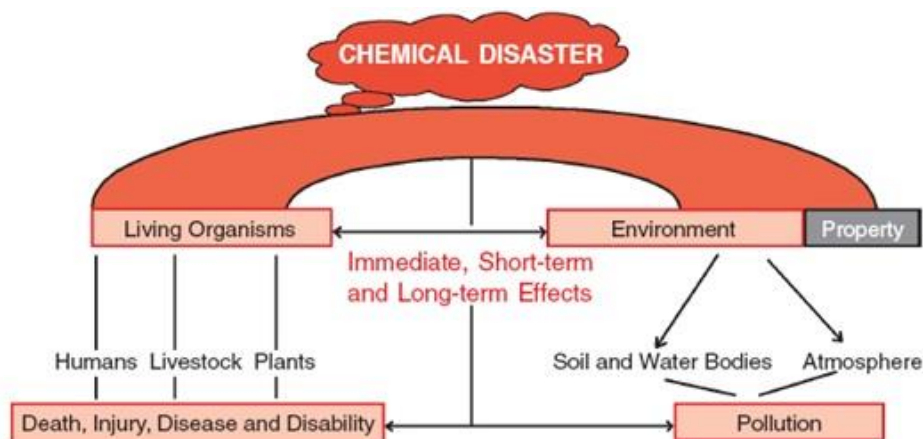 CHEMICAL DISASTER
Living Organisms
Environment
Property
Immediate, Short-term
and Long-term Effects
Humans Livestock Plants
Soil and Water Bodies
Atmosphere
Death, Injury, Disease and Disability
Pollution